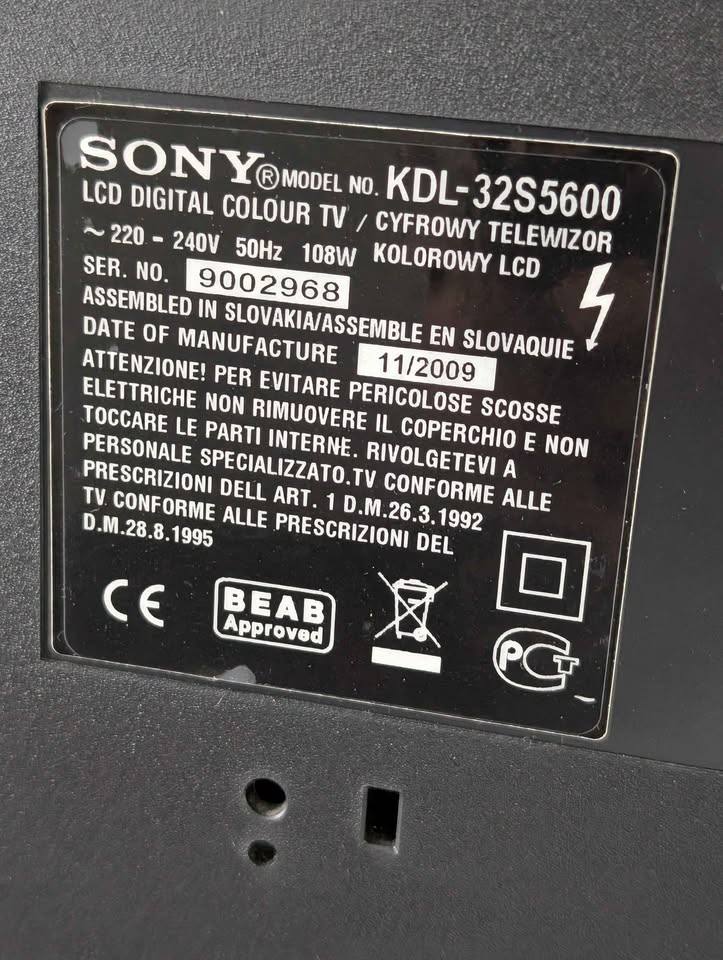 SONY® MODEL NO. KDL-32S5600
LCD DIGITAL COLOUR TV / CYFROWY TELEWIZOR
~ 220 - 240V 50Hz 108W KOLOROWY LCD
SER. NO. 9002968
ASSEMBLED IN SLOVAKIA/ASSEMBLE EN SLOVAQUIE
DATE OF MANUFACTURE 11/2009
ATTENZIONE! PER EVITARE PERICOLOSE SCOSSE
ELETTRICHE NON RIMUOVERE IL COPERCHIO E NON
TOCCARE LE PARTI INTERNE. RIVOLGETEVI A
PERSONALE SPECIALIZZATO.TV CONFORME ALLE
PRESCRIZIONI DELL ART. 1 D.M.26.3.1992
TV CONFORME ALLE PRESCRIZIONI DEL
D.M.28.8.1995
CE
BEAB
Approved
PCT